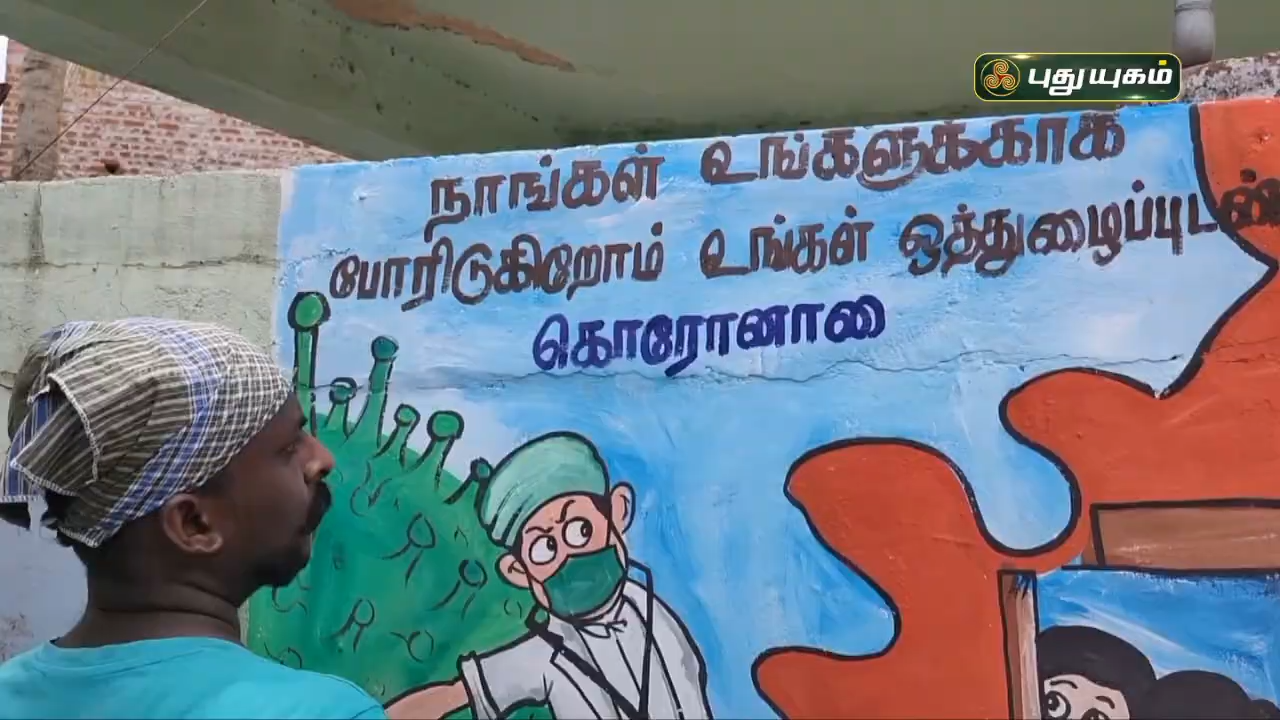 புதுயுகம்
நாங்கள் உங்களுக்காக
போரிடுகிறோம் உங்கள் ஒத்துழைப்புடன்
கொரோனாவை